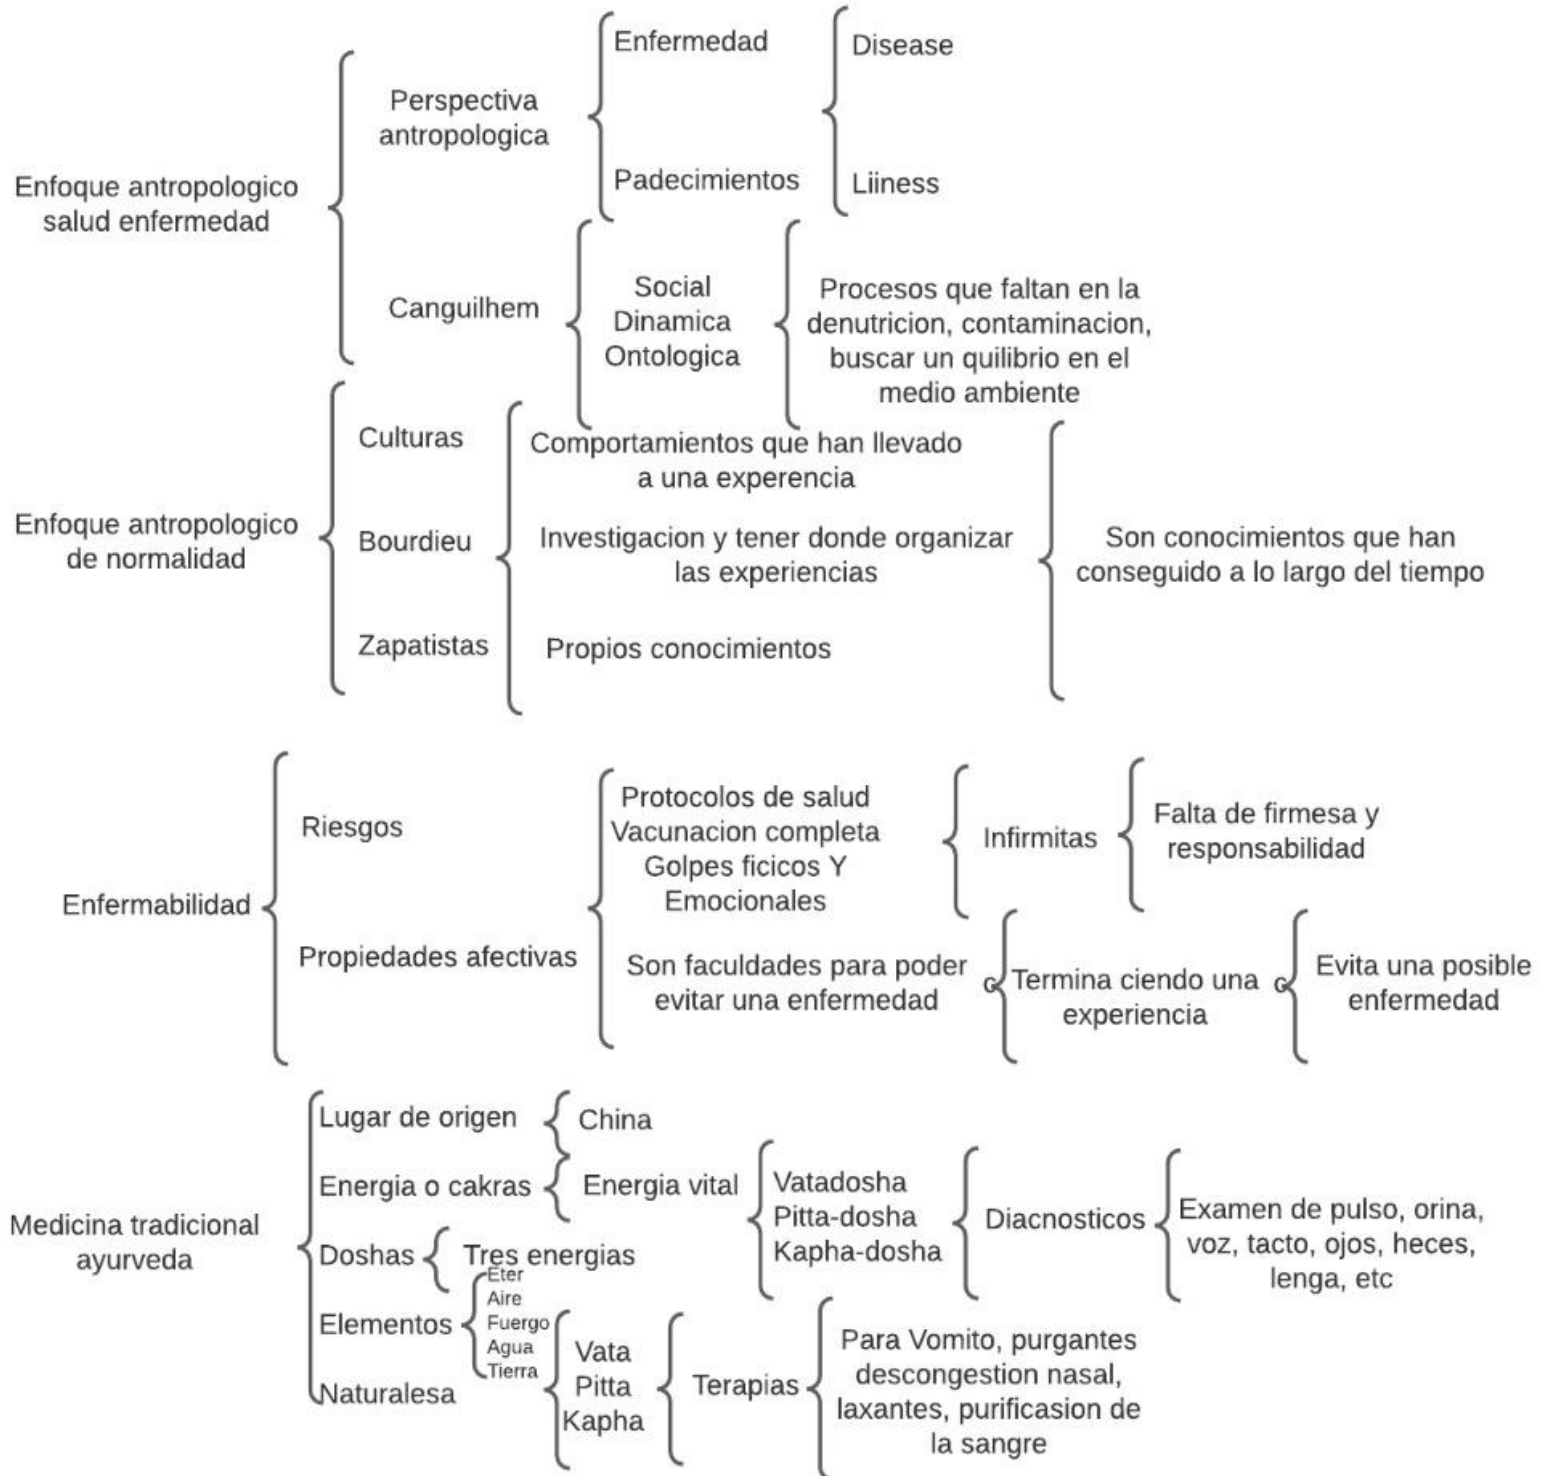 Enfoque antropologico
salud enfermedad
Perspectiva
antropologica
Enfermedad
Padecimientos
Disease
Liiness
Canguilhem
Social
Dinamica
Ontologica
Procesos que faltan en la
denutricion, contaminacion,
buscar un quilibrio en el
medio ambiente
Enfoque antropologico
de normalidad
Culturas
Bourdieu
Zapatistas
Comportamientos que han llevado
a una experencia
Investigacion y tener donde organizar
las experiencias
Propios conocimientos
Son conocimientos que han
conseguido a lo largo del tiempo
Enfermabilidad
Riesgos
Propiedades afectivas
Protocolos de salud
Vacunacion completa
Golpes ficicos Y
Emocionales
Infirmitas
Falta de firmesa y
responsabilidad
Son faculdades para poder
evitar una enfermedad
Termina ciendo una
experiencia
Evita una posible
enfermedad
Medicina tradicional
ayurveda
Lugar de origen
China
Energia o cakras
Energia vital
Vatadosha
Pitta-dosha
Kapha-dosha
Diacnosticos
Examen de pulso, orina,
voz, tacto, ojos, heces,
lenga, etc
Doshas
Tres energias
Elementos
Eter
Aire
Fuergo
Agua
Tierra
Naturalesa
Vata
Pitta
Kapha
Terapias
Para Vomito, purgantes
descongestion nasal,
laxantes, purificasion de
la sangre